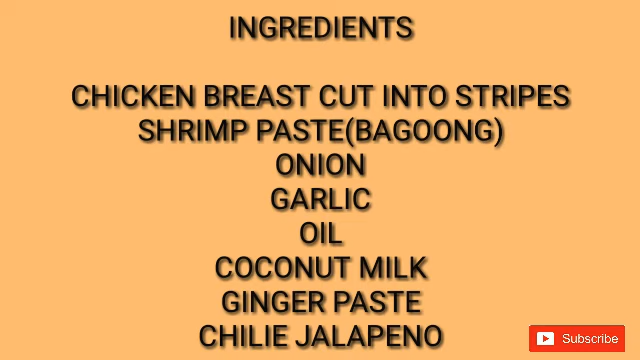 INGREDIENTS
CHICKEN BREAST CUT INTO STRIPES
SHRIMP PASTE(BAGOONG)
ONION
GARLIC
OIL
COCONUT MILK
GINGER PASTE
CHILIE JALAPENO
Subscribe